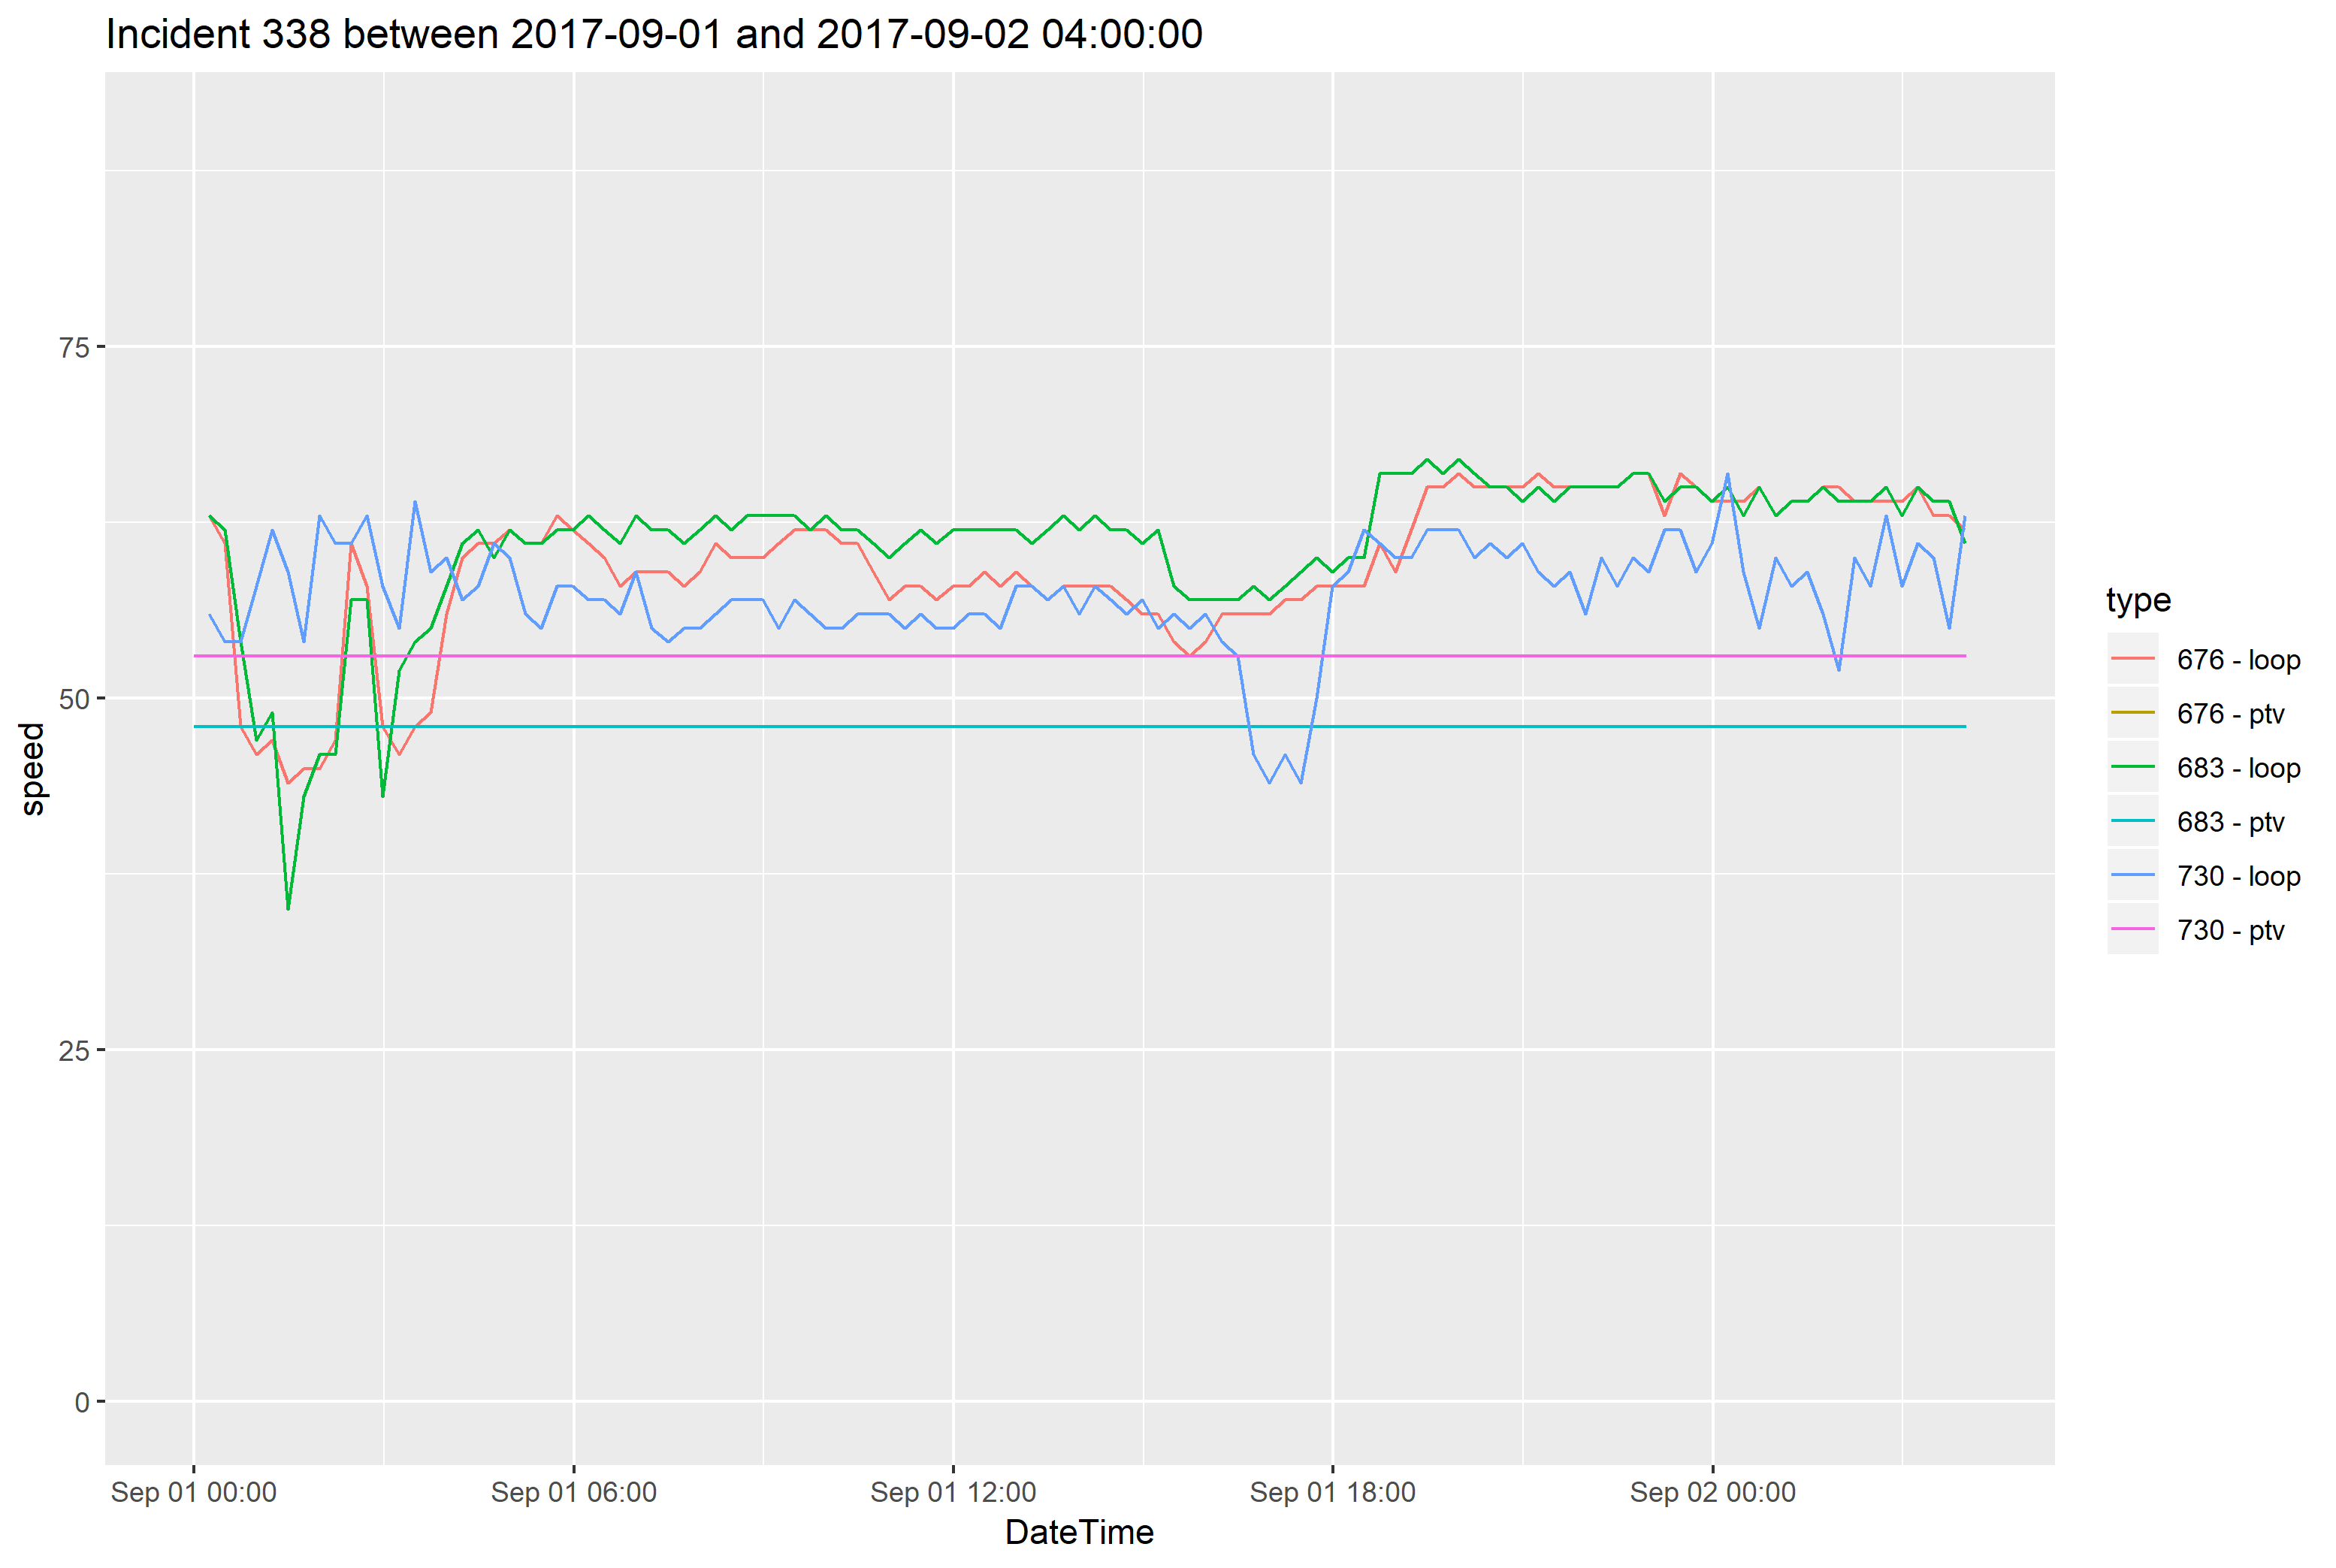 Incident 338 between 2017-09-01 and 2017-09-02 04:00:00
75
50
25
0
speed
Sep 01 00:00
Sep 01 06:00
Sep 01 12:00
Sep 01 18:00
Sep 02 00:00
DateTime
type
676 - loop
676 - ptv
683 - loop
683 - ptv
730 - loop
730 - ptv